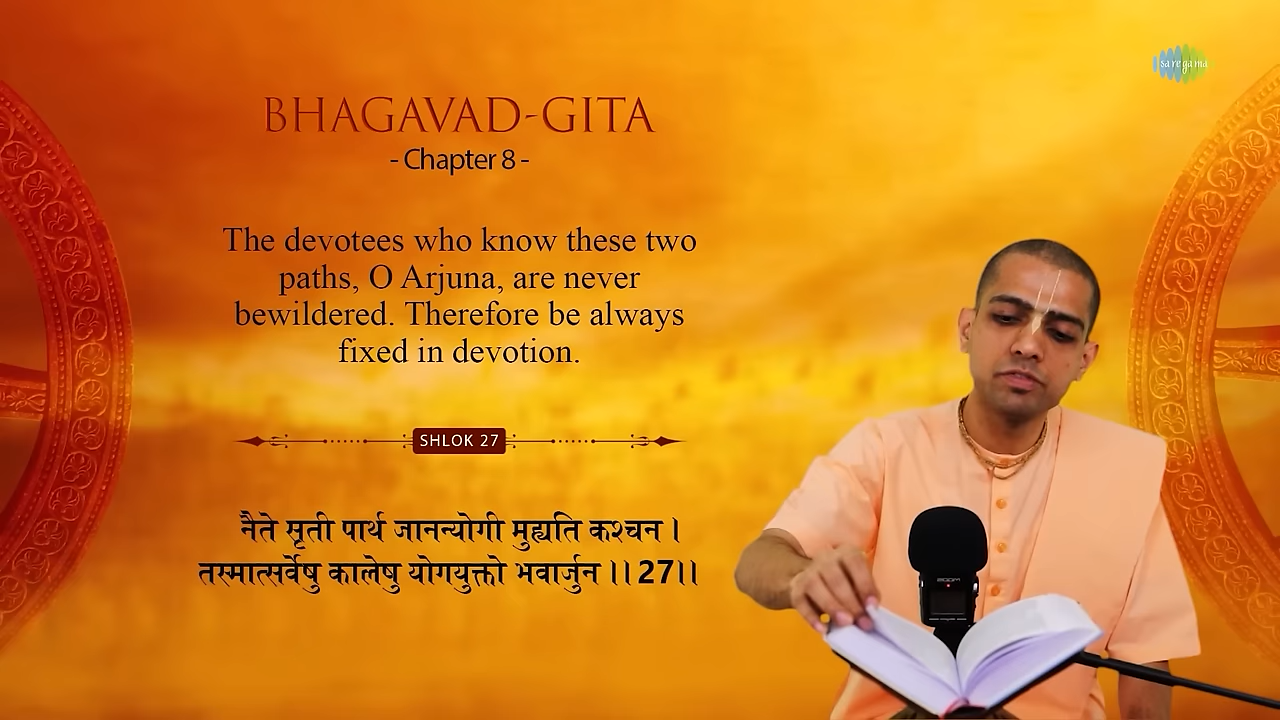 saregama
BHAGAVAD-GITA
- Chapter 8 -
The devotees who know these two
paths, O Arjuna, are never
bewildered. Therefore be always
fixed in devotion.
SHLOK 27
नैते सृती पार्थ जानन्योगी मुह्यति कश्चन ।
तस्मात्सर्वेषु कालेषु योगयुक्तो भवार्जुन ।। 27।।
zoom